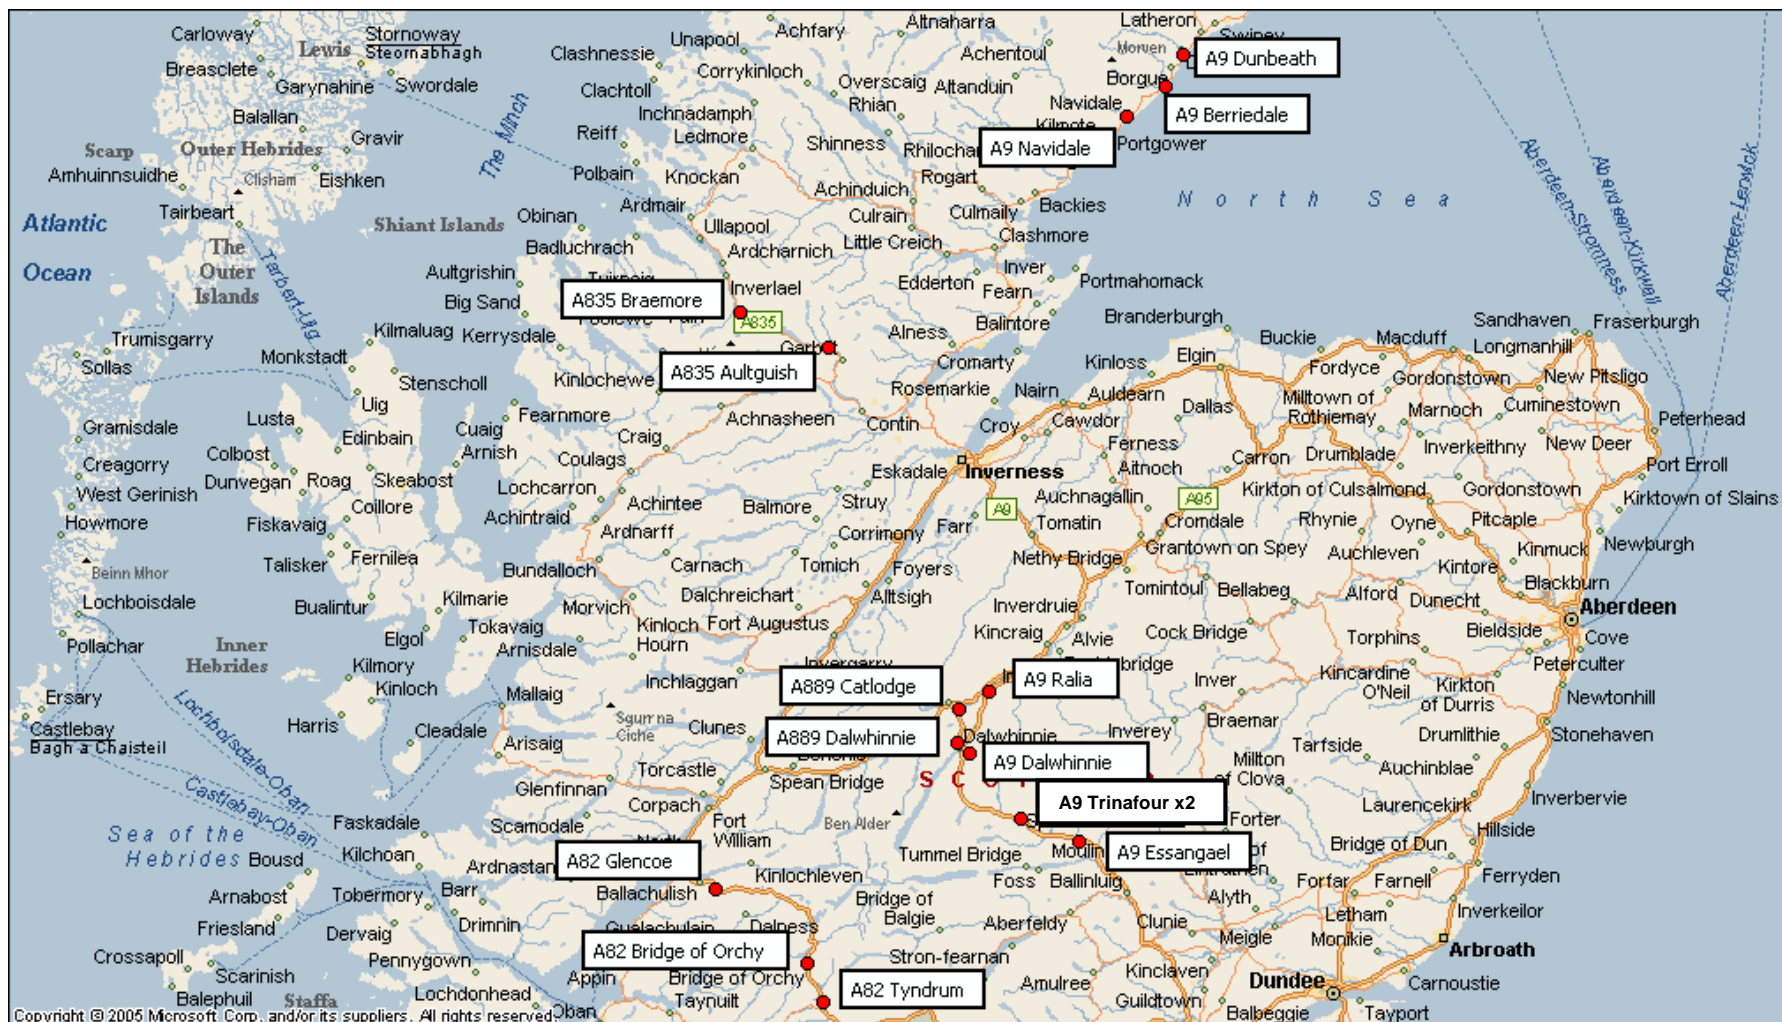 Carloway
Lewis
Stornoway
Steornabhagh
Breasclete
Garynahine
Swordale
Balallan
Gravir
Scarp
Outer Hebrides
Amhuinnsuidhe
Clisham
Eishken
Tairbeart
Shiant Islands
Atlantic
Ocean
The
Outer
Islands
Tarbert-Uig
The Minch
Clashnessie
Unapool
Achfary
Altnaharra
Latheron
Swiney
Achentoul
Morven
A9 Dunbeath
Corrykinloch
Overscaig
Altanduin
Borgue
Clachtoll
Rhian
Navidale
A9 Berriedale
Inchnadamph
Kilmote
Reiff
Ledmore
Shinness
A9 Navidale
Portgower
Polbain
Knockan
Rogart
Achinduich
Ardmair
Culrain
Culmaily
Backies
Obinan
Ullapool
Little Creich
Clashmore
Badluchrach
Ardcharnich
North Sea
Aberdeen-Stromness
Aberdeen-Kirkwall
Aberdeen-Lerwick
Aultgrishin
Inver
Edderton
Portmahomack
Big Sand
Inverlael
Fearn
A835 Braemore
A835
Balintore
Branderburgh
Alness
Kerrysdale
Kilmaluag
Trumisgarry
Monkstadt
Sollas
Stenscholl
Kinlochewe
A835 Aultguish
Cromarty
Rosemarkie
Nairn
Kinloss
Elgin
Buckie
Macduff
Sandhaven
Fraserburgh
Longmanhill
Fordyce
Gordonstown
New Pitsligo
Auldearn
Uig
Lusta
Fearnmore
Achnasheen
Contin
Croy
Cawdor
Dallas
Milltown of
Rothiemay
Marnoch
Cuminestown
Peterhead
Gramisdale
Edinbain
Cuaig
Craig
Ferness
Inverkeithny
New Deer
Colbost
Arnish
Coulags
Eskadale
Inverness
Aitnoch
Carron
Drumblade
Port Erroll
Creagorry
Dunvegan
Roag
Skeabost
Lochcarron
Achintee
Struy
Auchnagallin
A95
Kirkton of Culsalmond
Gordonstown
Kirktown of Slains
West Gerinish
Coillore
Achintraid
Balmore
A9
Howmore
Fiskavaig
Ardnarff
Corrimony
Farr
Tomatin
Cromdale
Rhynie
Oyne
Pitcaple
Talisker
Fernilea
Beinn Mhor
Bundalloch
Carnach
Tomich
Foyers
Nethy Bridge
Grantown on Spey
Auchleven
Kinmuck
Newburgh
Kintore
Lochboisdale
Bualintur
Kilmarie
Morvich
Dalchreichart
Altsigh
Inverdruie
Tomintoul
Bellabeg
Alford
Dunecht
Blackburn
Aberdeen
Pollachar
Elgol
Tokavaig
Kinloch
Hourn
Fort Augustus
Kincraig
Alvie
Cock Bridge
Torphins
Bieldside
Cove
Inner
Hebrides
Arnisdale
Kilmory
Invergarry
Peterculter
Kinloch
Inchlaggan
A889 Catlodge
A9 Ralia
Inver
Kincardine
O'Neil
Kirkton
of Durris
Newtonhill
Ersary
Mallaig
Castlebay
Bagh a Chaisteil
Harris
Cleadale
Sgurr na
Ciche
Clunes
A889 Dalwhinnie
Dalwhinnie
Inverey
Braemar
Tarfside
Drumlithie
Stonehaven
Arisaig
A9 Dalwhinnie
Millton
of Clova
Auchinblae
Lochboisdale-Oban
Torcastle
Spean Bridge
Glenfinnan
Corpach
A9 Trinafour x2
Laurencekirk
Inverbervie
Castlebay-Oban
Sea of the
Hebrides
Faskadale
Scamodale
Fort
William
Ben Alder
Forter
Hillside
Bousd
Kilchoan
A82 Glencoe
Tummel Bridge
Moulin
A9 Essangael
of
Bridge of Dun
Ardnastang
Kinlochleven
Ferryden
Arnabost
Tobermory
Barr
Ballachulish
Foss
Ballinluig
Forfar
Farnell
Bridge of
Balgie
Alyth
Friesland
Drimnin
Dalness
Aberfeldy
Clunie
Letham
Inverkeilor
Dervaig
Meigle
Monikie
Arbroath
Crossapoll
Pennygown
A82 Bridge of Orchy
Stron-fearnan
Scarinish
Appin
Bridge of Orchy
Amulree
Kinclaven
Carnoustie
Balephuil
Staffa
Lochdonhead
Taynuilt
A82 Tyndrum
Guildtown
Dundee
Oban
Balbeggie
Tayport
Copyright © 2005 Microsoft Corp. and/or its suppliers. All rights reserved.